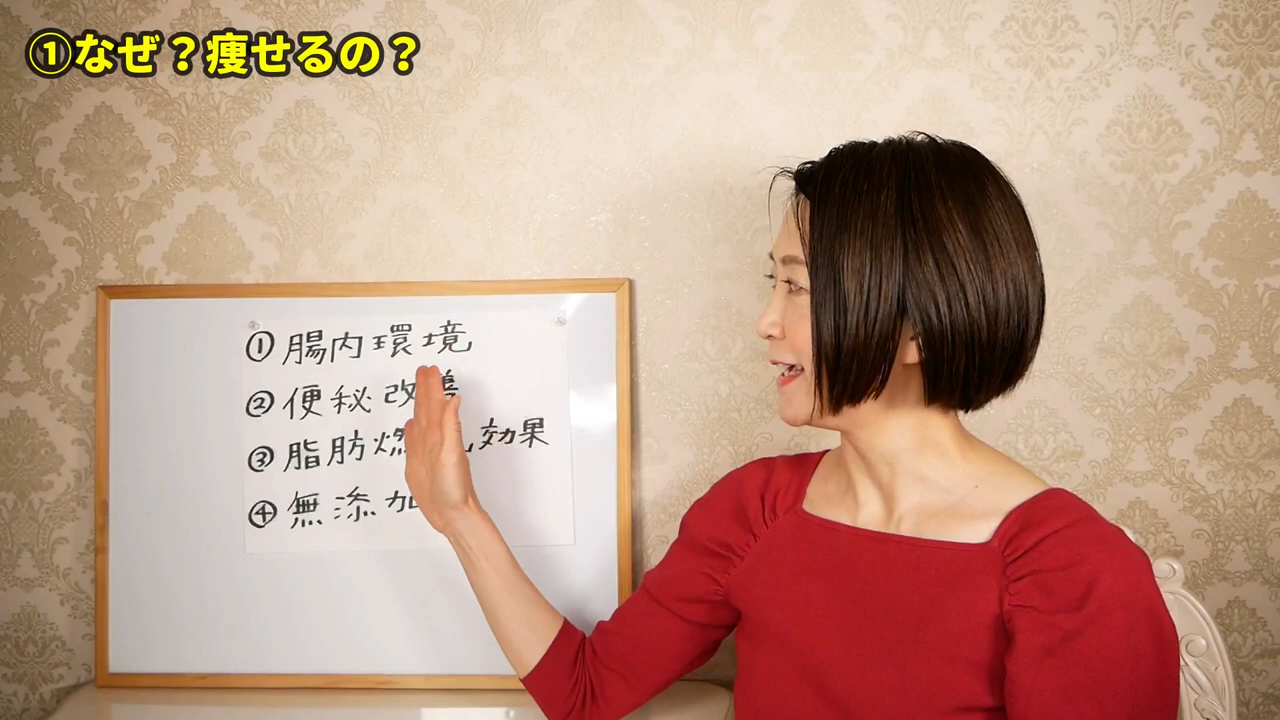 ①なぜ？痩せるの？
①腸内環境
②便秘改善
③脂肪燃 効果
④無添加